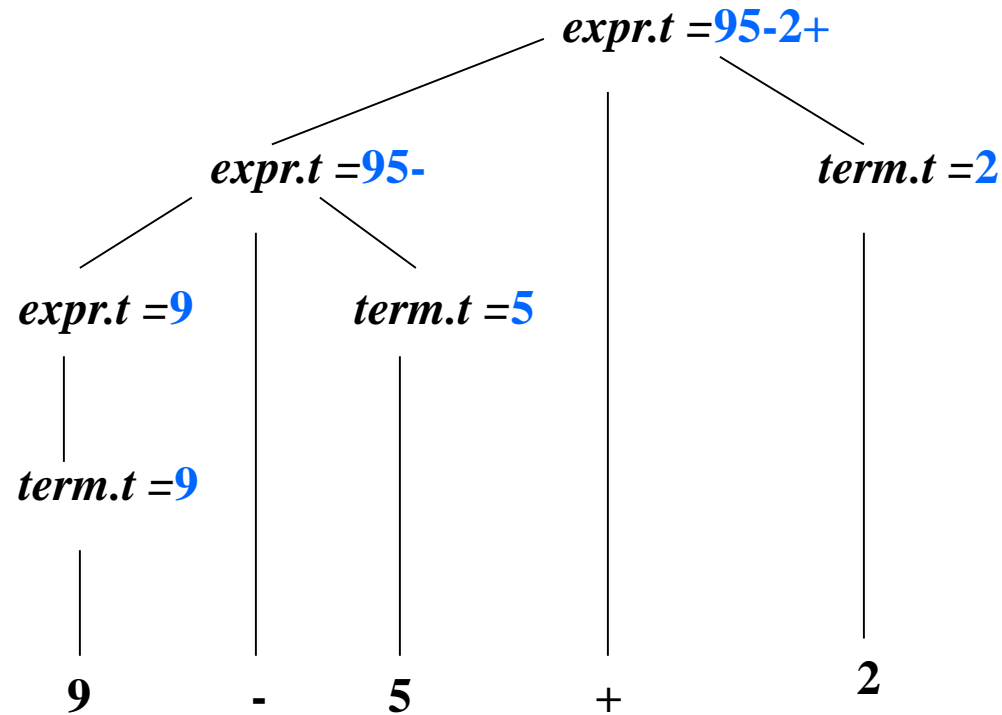 expr.t =95-2+
expr.t =95-
term.t =2
expr.t =9
term.t =5
term.t =9
9 - 5 + 2